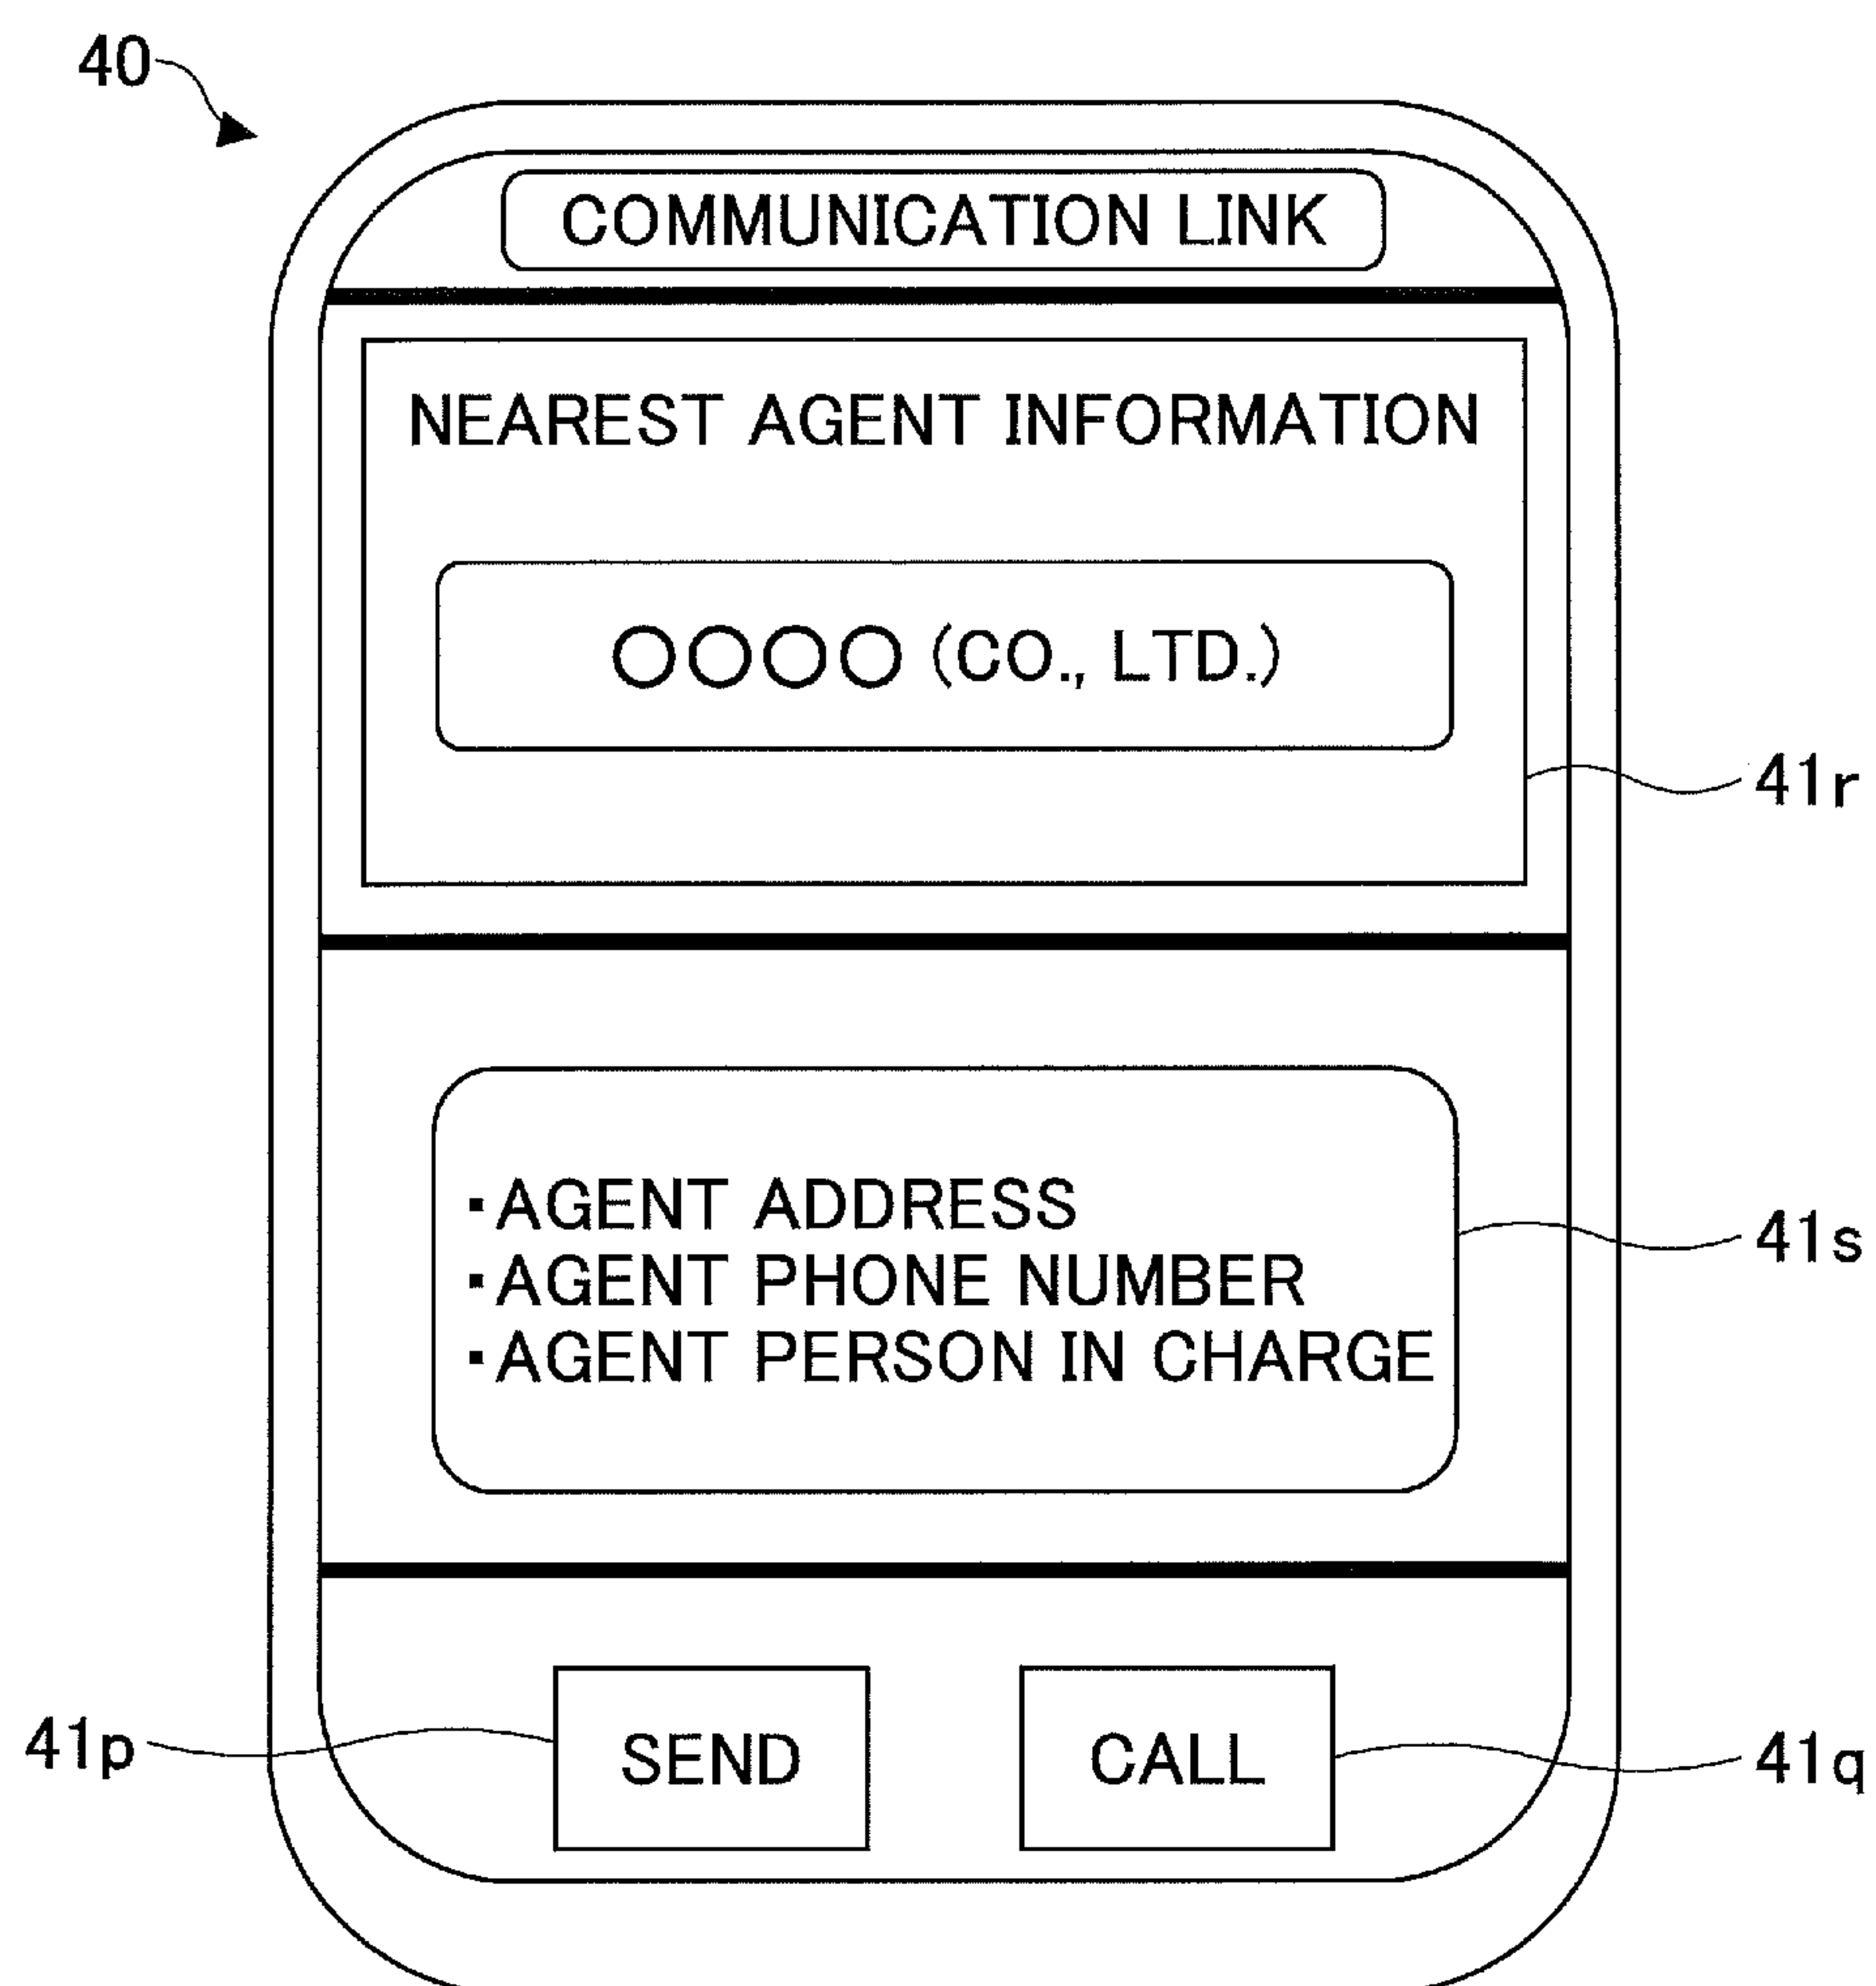 40
COMMUNICATION LINK
NEAREST AGENT INFORMATION
○○○○ (CO., LTD.)
41r
▪AGENT ADDRESS
▪AGENT PHONE NUMBER
▪AGENT PERSON IN CHARGE
41s
41p
SEND
CALL
41q